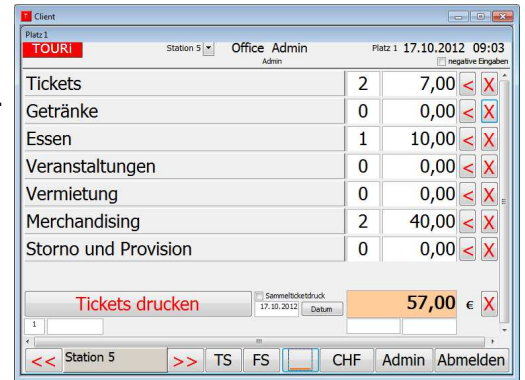 Client
Platz 1
TOURi Station 5 Office Admin Platz 1 17.10.2012 09:03
Admin negative Eingaben
Tickets 2 7,00 < X
Getränke 0 0,00 < X
Essen 1 10,00 < X
Veranstaltungen 0 0,00 < X
Vermietung 0 0,00 < X
Merchandising 2 40,00 < X
Storno und Provision 0 0,00 < X
Tickets drucken Sammelticketdruck 57,00 € X
17.10.2012 Datum
1
<< Station 5 >> TS FS CHF Admin Abmelden